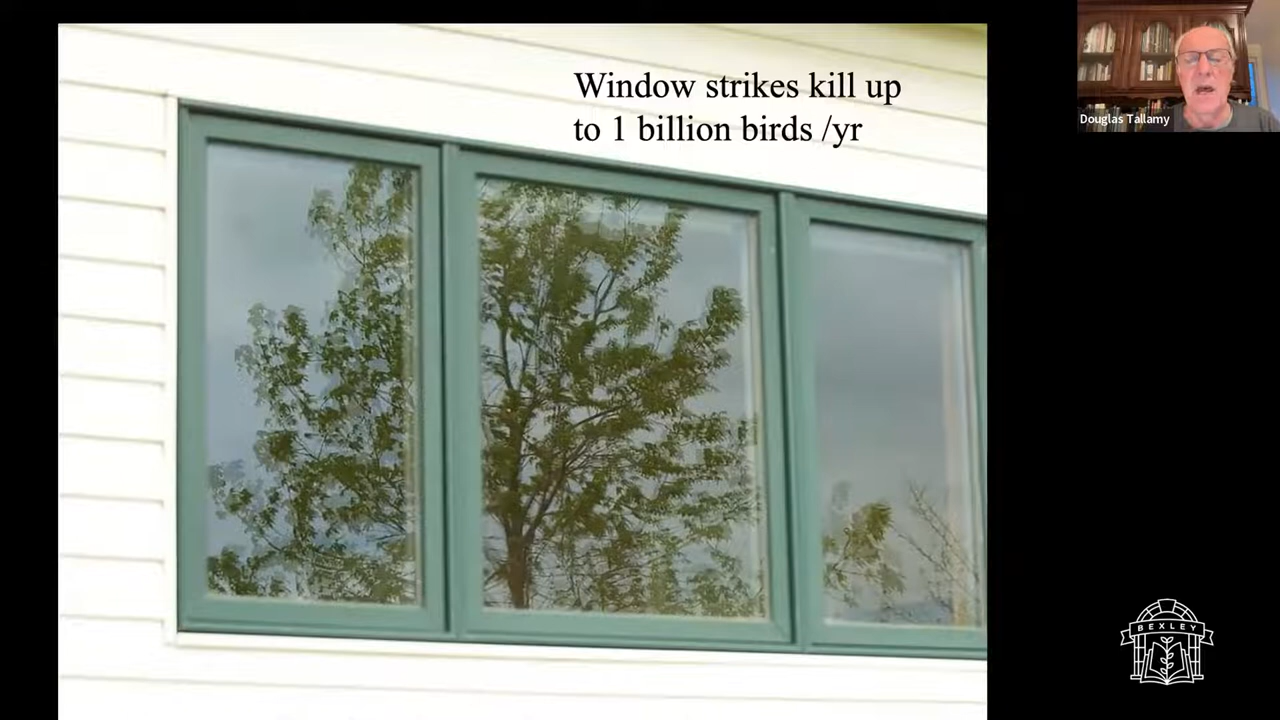 Window strikes kill up
to 1 billion birds /yr
Douglas Tallamy
BEXLEY